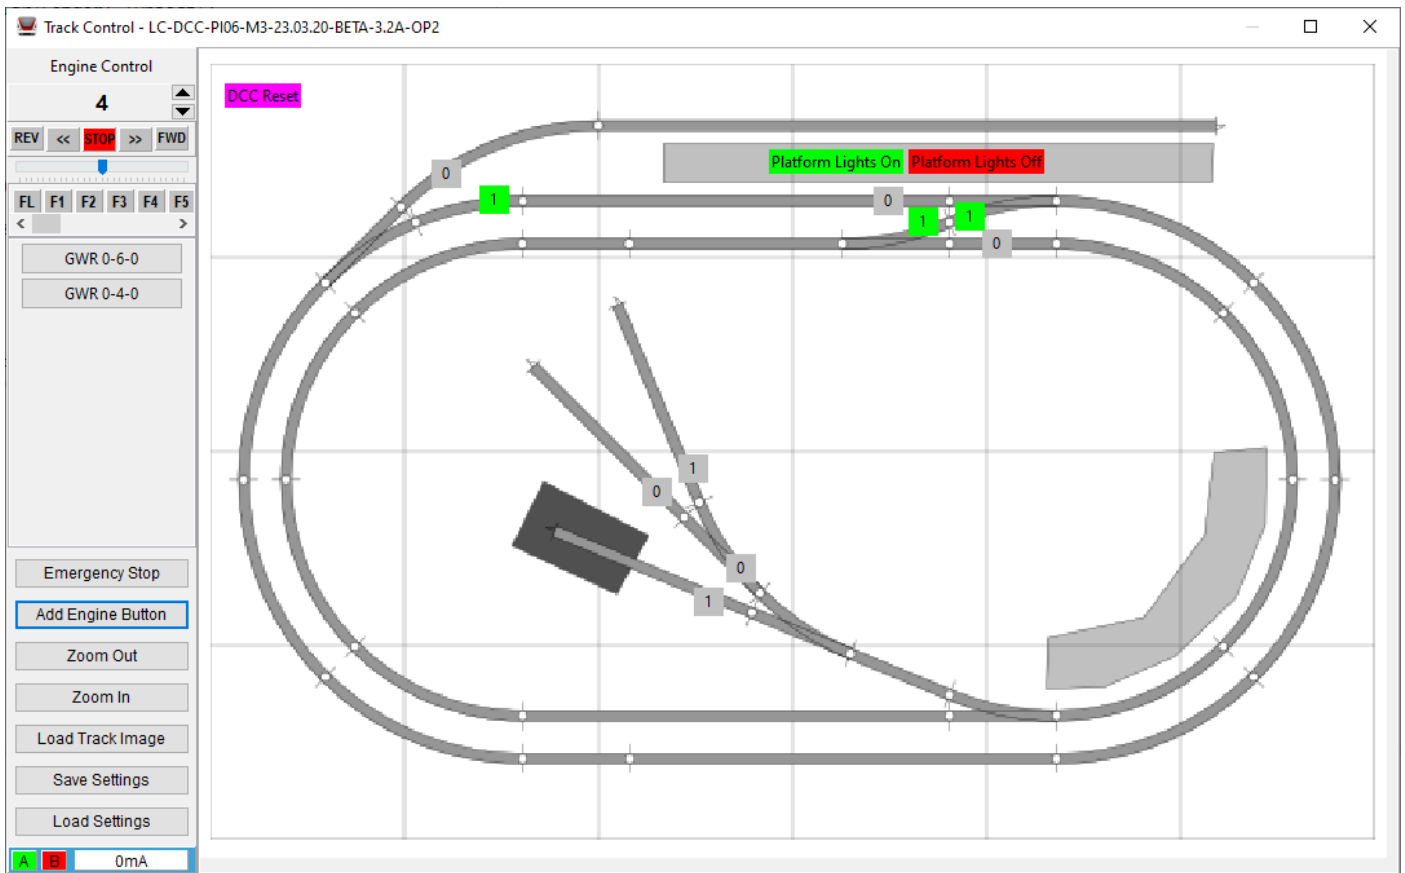 Track Control - LC-DCC-PI06-M3-23.03.20-BETA-3.2A-OP2
Engine Control
4
REV << STOP >> FWD
FL F1 F2 F3 F4 F5
< >
GWR 0-6-0
GWR 0-4-0
Emergency Stop
Add Engine Button
Zoom Out
Zoom In
Load Track Image
Save Settings
Load Settings
A B 0mA
DCC Reset
Platform Lights On Platform Lights Off
0
1
0
1
1
0
1
0
0
1